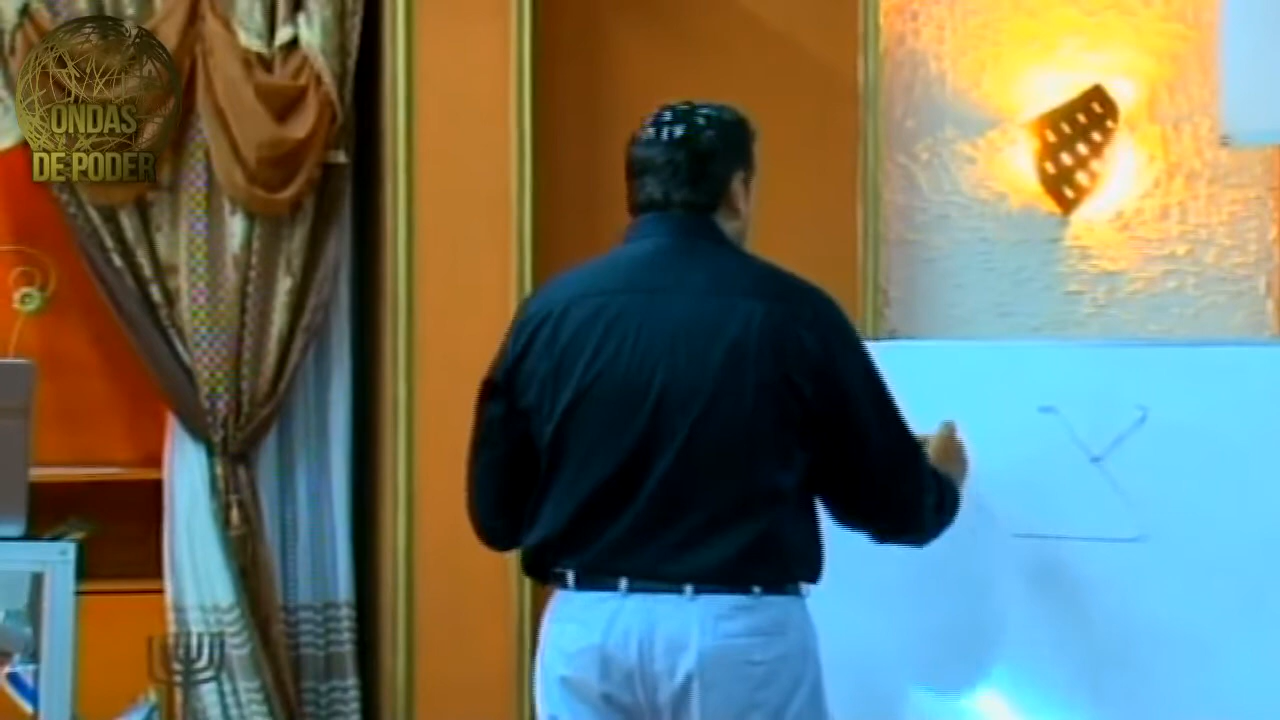 ONDAS
DE PODER
צ